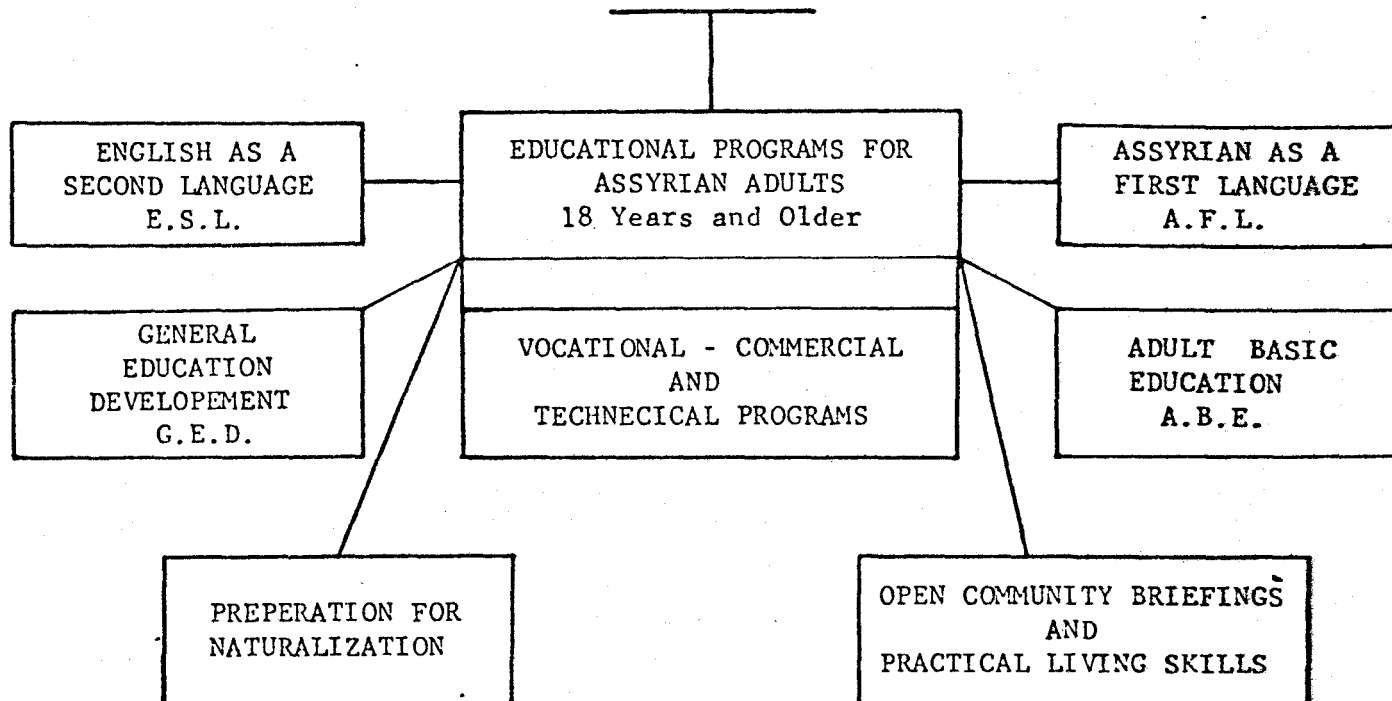 ENGLISH AS A
SECOND LANGUAGE
E.S.L.
EDUCATIONAL PROGRAMS FOR
ASSYRIAN ADULTS
18 Years and Older
ASSYRIAN AS A
FIRST LANGUAGE
A.F.L.
GENERAL
EDUCATION
DEVELOPEMENT
G.E.D.
VOCATIONAL - COMMERCIAL
AND
TECHNECICAL PROGRAMS
ADULT BASIC
EDUCATION
A.B.E.
PREPERATION FOR
NATURALIZATION
OPEN COMMUNITY BRIEFINGS
AND
PRACTICAL LIVING SKILLS